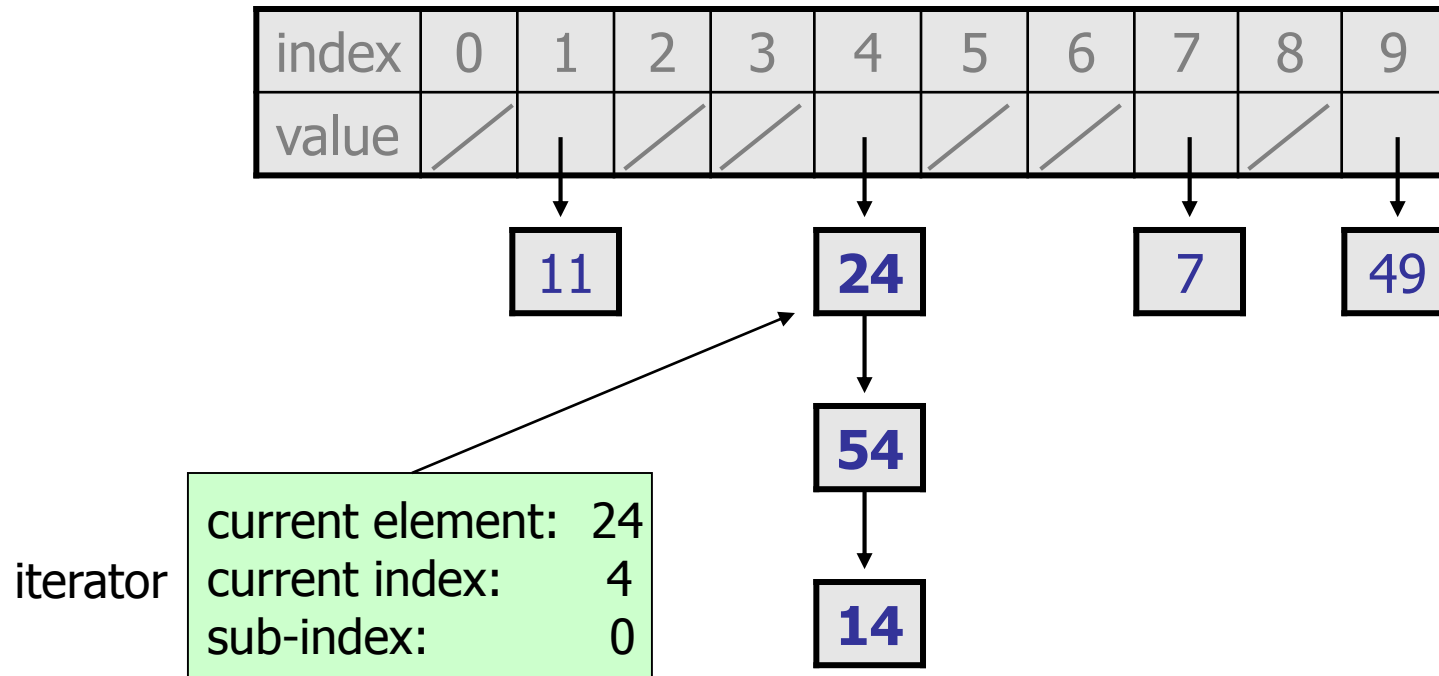 index 0 1 2 3 4 5 6 7 8 9
value
11 24 7 49
54
14
iterator
current element: 24
current index: 4
sub-index: 0